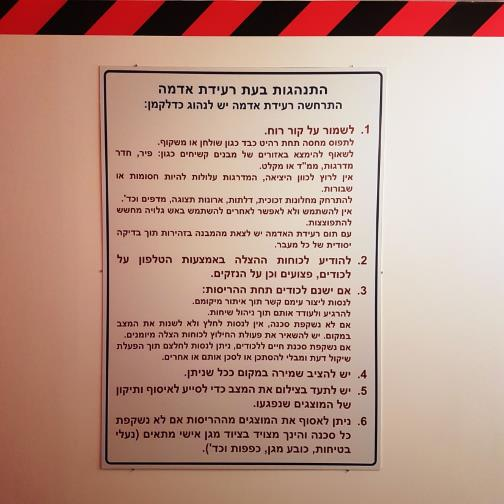 התנהגות בעת רעידת אדמה
התרחשה רעידת אדמה יש לנהוג כדלקמן:
1. לשמור על קור רוח.
לתפוס מחסה תחת רהיט כבד כגון שולחן או משקוף.
לשאוף להימצא באזורים של מבנים קשיחים כגון: פיר, חדר
מדרגות, ממ"ד או מקלט.
אין לרוץ לכוון היציאה, המדרגות עלולות להיות חסומות או
שבורות.
להתרחק מחלונות זכוכית, דלתות, ארונות תצוגה, מדפים וכד'.
אין להשתמש ולא לאפשר לאחרים להשתמש באש גלויה מחשש
להתפוצצות.
עם תום רעידת האדמה יש לצאת מהמבנה בזהירות תוך בדיקה
יסודית של כל מעבר.
2. להודיע לכוחות ההצלה באמצעות הטלפון על
לכודים, פצועים וכן על הנזקים.
3. אם ישנם לכודים תחת ההריסות:
לנסות ליצור עימם קשר תוך איתור מיקומם.
להרגיע ולעודד אותם תוך ניהול שיחות.
אם לא נשקפת סכנה, אין לנסות לחלץ ולא לשנות את המצב
במקום. יש להשאיר את פעולת החילוץ לכוחות הצלה מיומנים.
אם נשקפת סכנת חיים ללכודים, ניתן לנסות לחלצם תוך הפעלת
שיקול דעת ומבלי להסתכן או לסכן אותם או אחרים.
4. יש להציב שמירה במקום ככל שניתן.
5. יש לתעד בצילום את המצב כדי לסייע לאיסוף ותיקון
של המוצגים שנפגעו.
6. ניתן לאסוף את המוצגים מההריסות אם לא נשקפת
כל סכנה והינך מצויד בציוד מגן אישי מתאים (נעלי
בטיחות, כובע מגן, כפפות וכד').